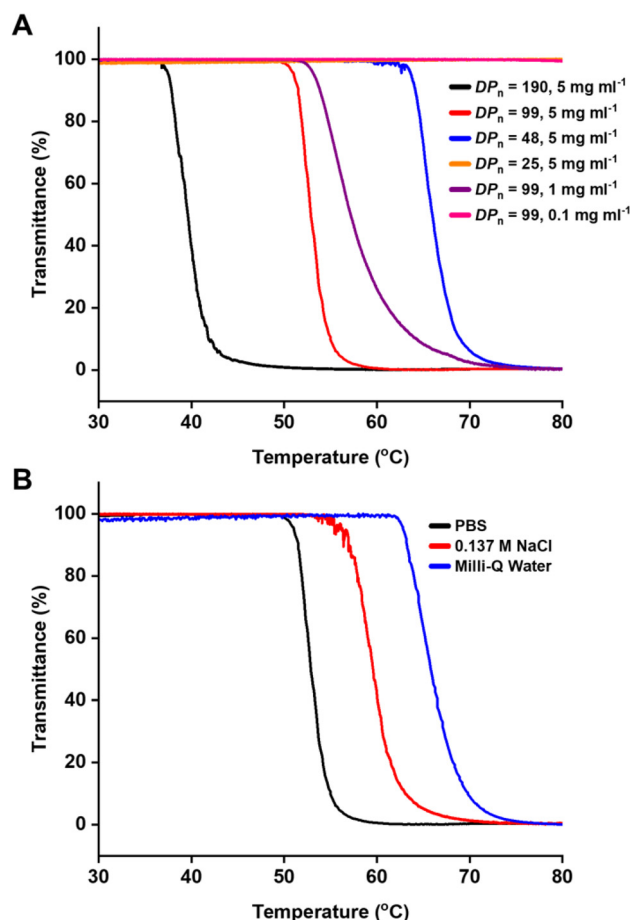 A
100
80
60
40
20
0
Transmittance (%)
DPn = 190, 5 mg ml-1
DPn = 99, 5 mg ml-1
DPn = 48, 5 mg ml-1
DPn = 25, 5 mg ml-1
DPn = 99, 1 mg ml-1
DPn = 99, 0.1 mg ml-1
30 40 50 60 70 80
Temperature (oC)
B
100
80
60
40
20
0
Transmittance (%)
PBS
0.137 M NaCl
Milli-Q Water
30 40 50 60 70 80
Temperature (oC)